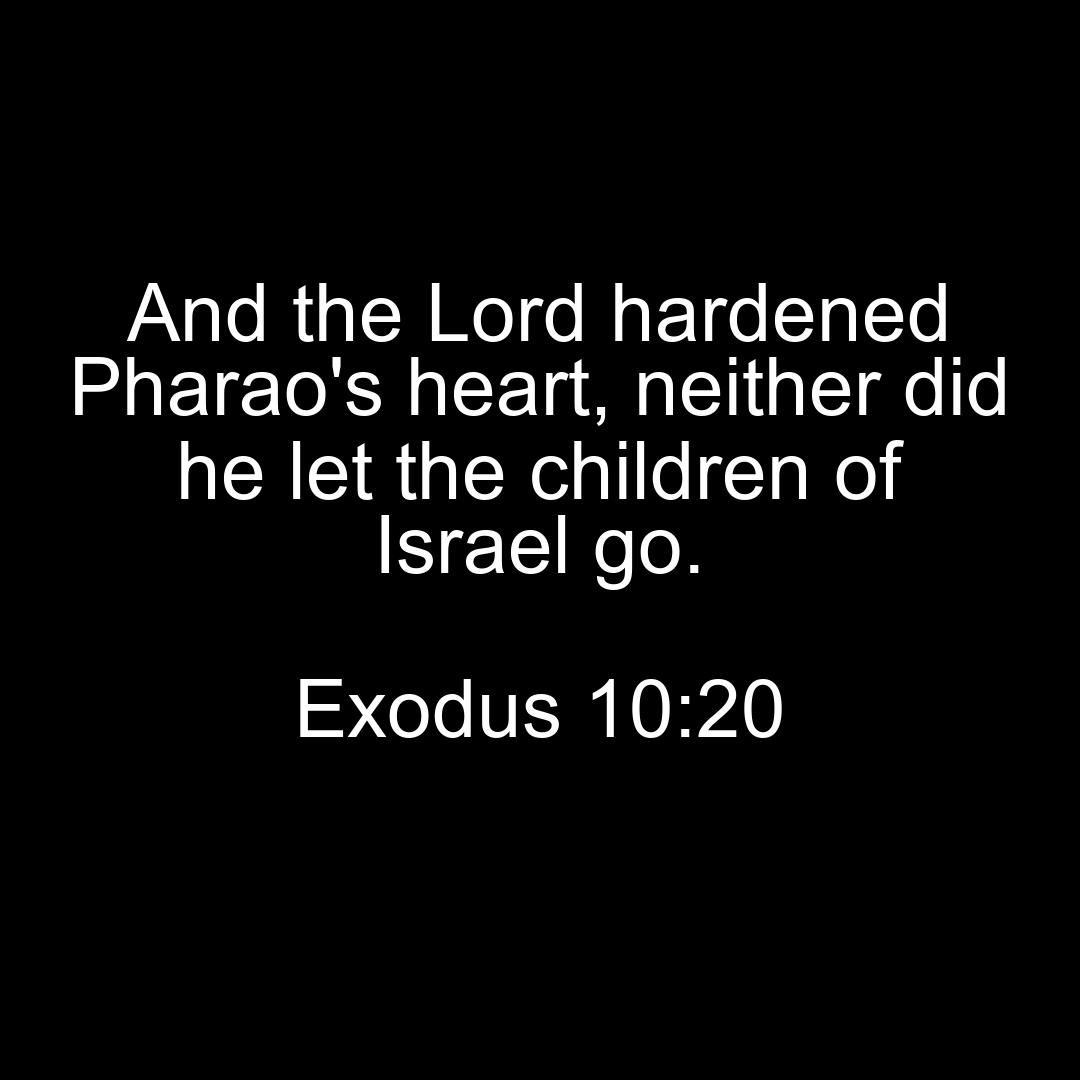 And the Lord hardened
Pharao's heart, neither did
he let the children of
Israel go.
Exodus 10:20